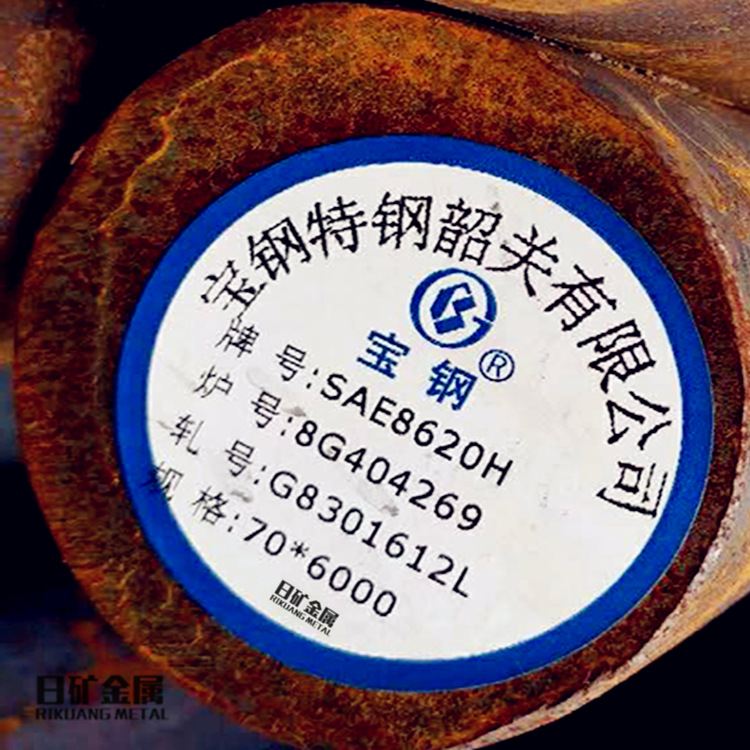 宝钢特钢韶关有限公司
宝钢®
牌 号:SAE8620H
炉 号:8G404269
轧 号:G8301612L
规 格:70*6000
日矿金属
RIKUANG METAL
日矿金属
RIKUANG METAL